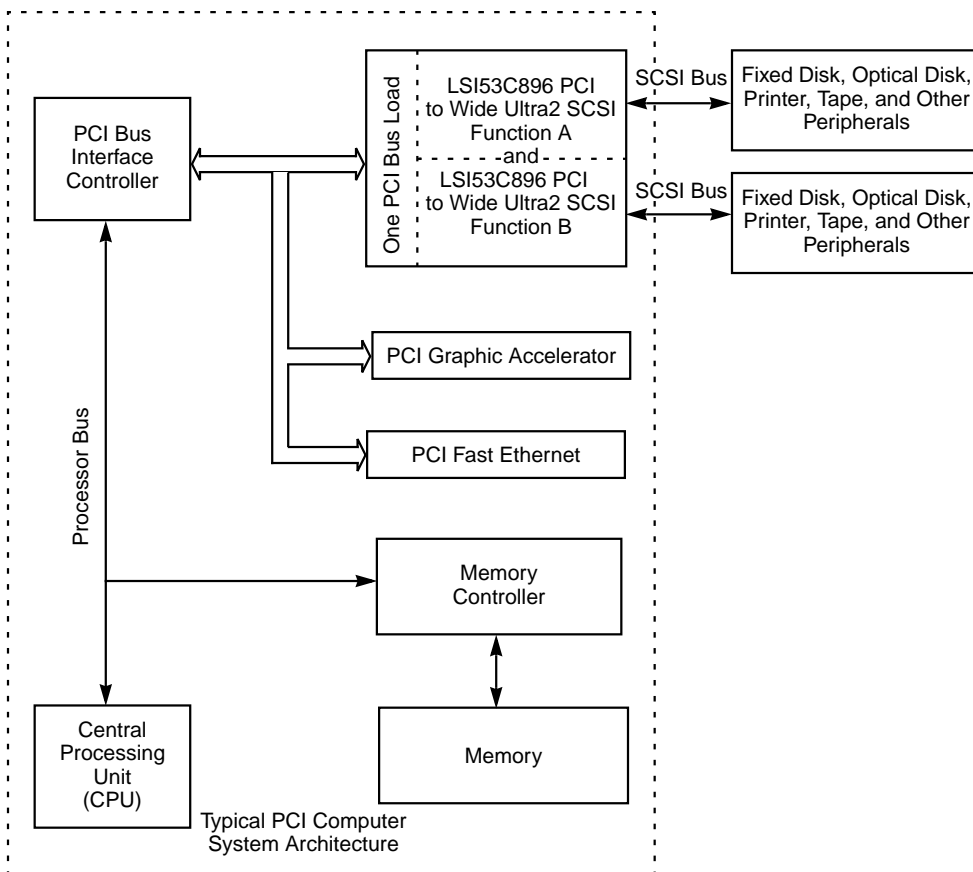 PCI Bus
Interface
Controller
One PCI Bus Load
LSI53C896 PCI
to Wide Ultra2 SCSI
Function A
and
LSI53C896 PCI
to Wide Ultra2 SCSI
Function B
SCSI Bus
Fixed Disk, Optical Disk,
Printer, Tape, and Other
Peripherals
SCSI Bus
Fixed Disk, Optical Disk,
Printer, Tape, and Other
Peripherals
PCI Graphic Accelerator
PCI Fast Ethernet
Processor Bus
Memory
Controller
Memory
Central
Processing
Unit
(CPU)
Typical PCI Computer
System Architecture